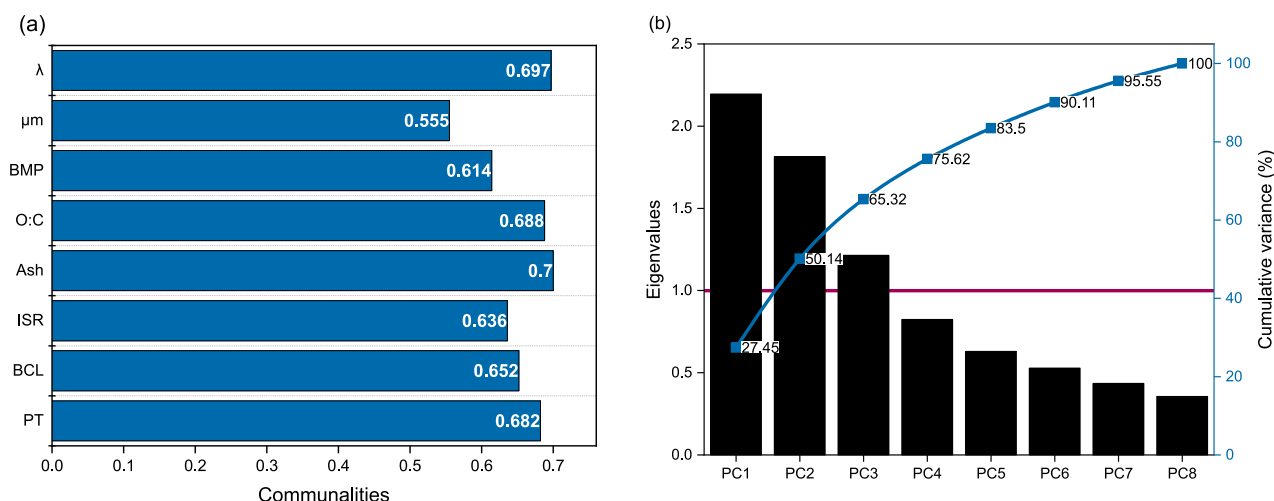 (a)
λ
0.697
μm
0.555
BMP
0.614
O:C
0.688
Ash
0.7
ISR
0.636
BCL
0.652
PT
0.682
0.0 0.1 0.2 0.3 0.4 0.5 0.6 0.7
Communalities
(b)
Eigenvalues
2.5
2.0
1.5
1.0
0.5
0.0
27.45
50.14
65.32
75.62
83.5
90.11
95.55
100
PC1 PC2 PC3 PC4 PC5 PC6 PC7 PC8
100
80
60
40
20
0
Cumulative variance (%)